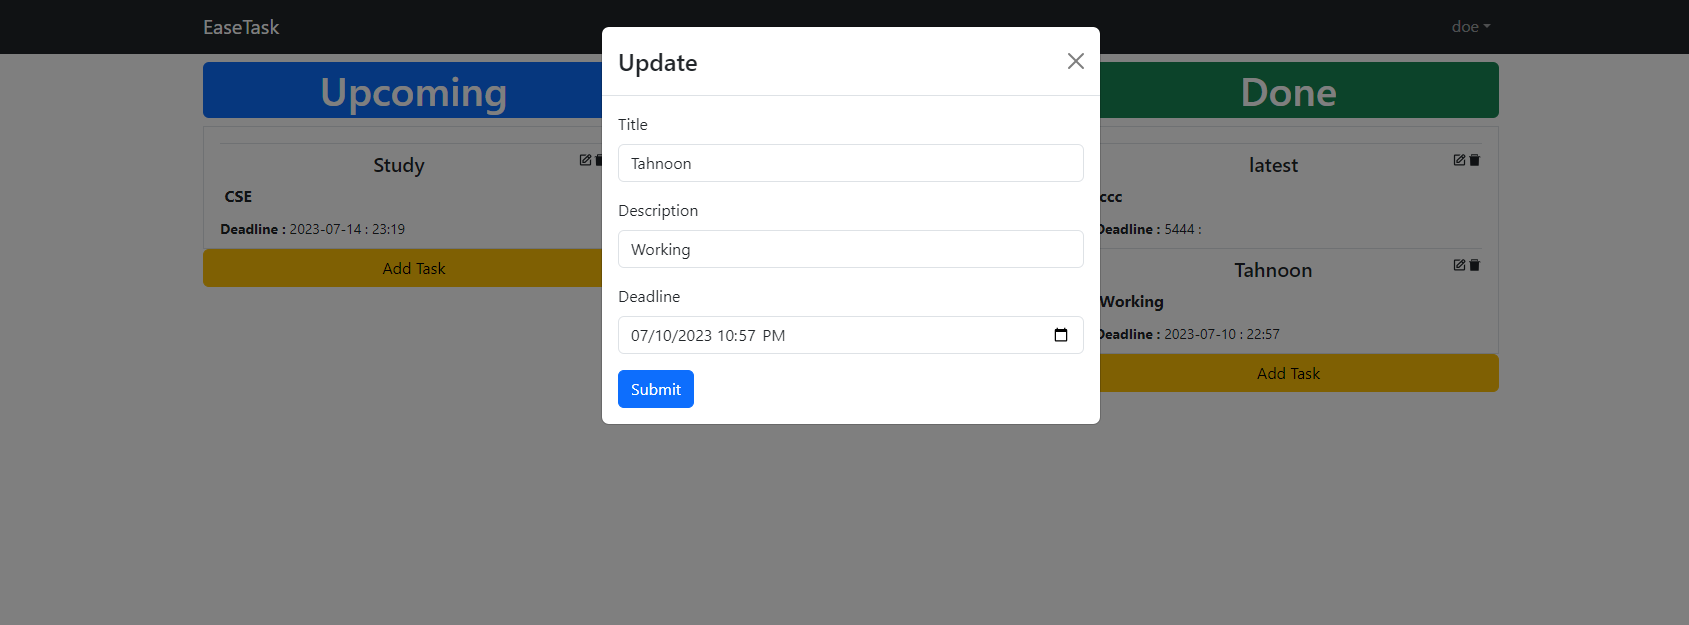 EaseTask
doe
Upcoming
Study
CSE
Deadline : 2023-07-14 : 23:19
Add Task
Update
Title
Tahnoon
Description
Working
Deadline
07/10/2023 10:57 PM
Submit
Done
latest
ccc
Deadline : 5444 :
Tahnoon
Working
Deadline : 2023-07-10 : 22:57
Add Task